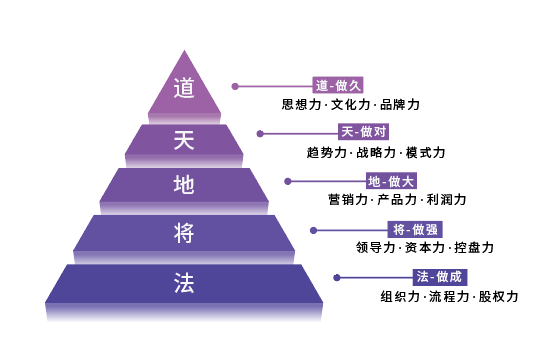 道
道-做久
思想力·文化力·品牌力
天
天-做对
趋势力·战略力·模式力
地
地-做大
营销力·产品力·利润力
将
将-做强
领导力·资本力·控盘力
法
法-做成
组织力·流程力·股权力